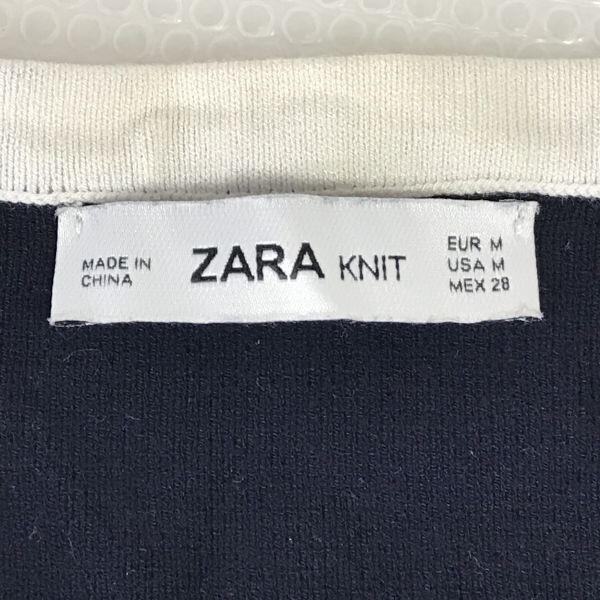 MADE IN
CHINA
ZARA KNIT
EUR M
USA M
MEX 28